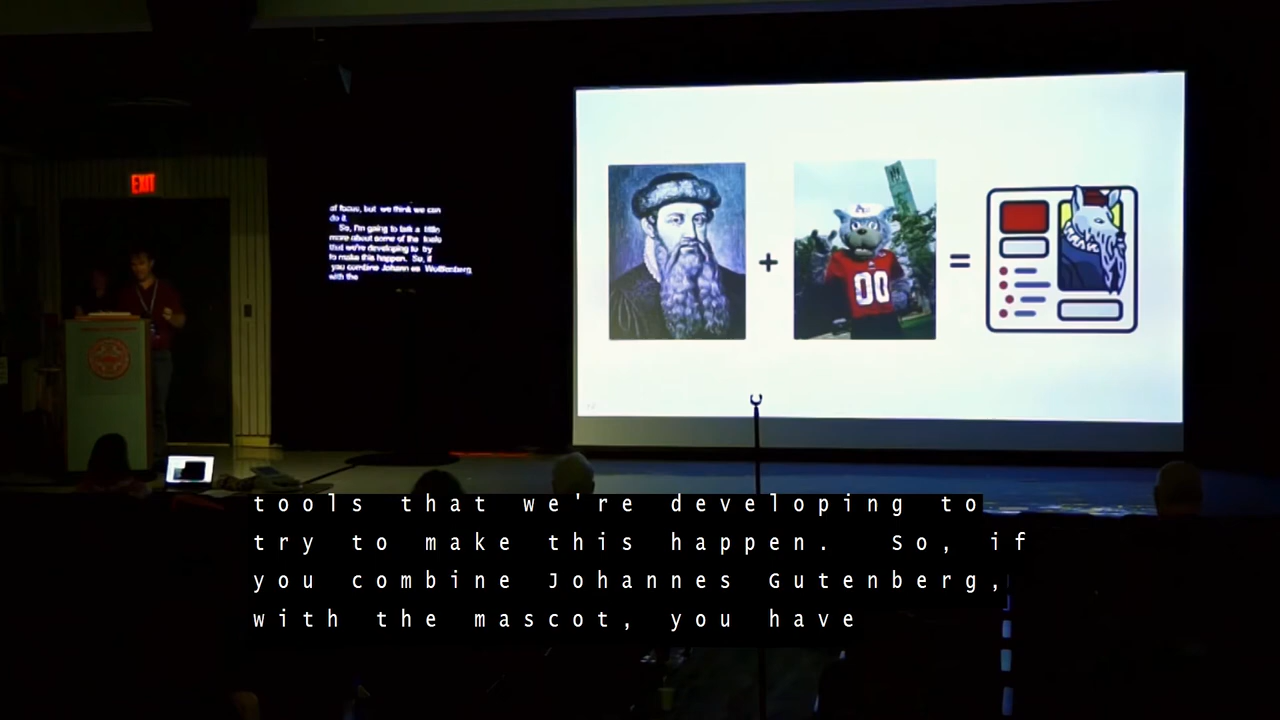 EXIT
of focus, but we think we can
do it.
So, I'm going to talk a little
more about some of the tools
that we're developing to try
to make this happen. So, if
you combine Johannes Wolftenberg
with the
+
=
00
tools that we're developing to
try to make this happen. So, if
you combine Johannes Gutenberg,
with the mascot, you have